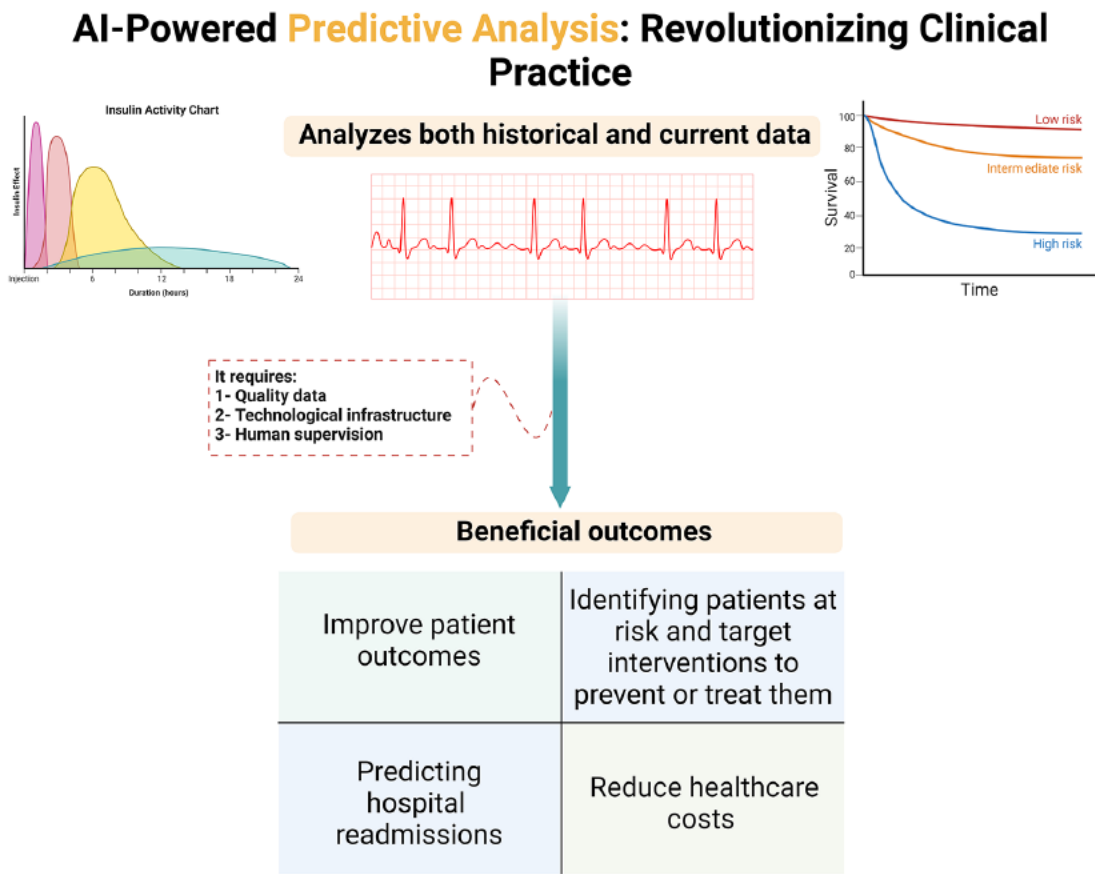 AI-Powered Predictive Analysis: Revolutionizing Clinical
Practice
Insulin Activity Chart
Insulin Effect
Injection
6
12
18
24
Duration (hours)
Analyzes both historical and current data
100
80
60
40
20
0
Survival
Low risk
Intermediate risk
High risk
Time
It requires:
1- Quality data
2- Technological infrastructure
3- Human supervision
Beneficial outcomes
Improve patient
outcomes
Identifying patients at
risk and target
interventions to
prevent or treat them
Predicting
hospital
readmissions
Reduce healthcare
costs